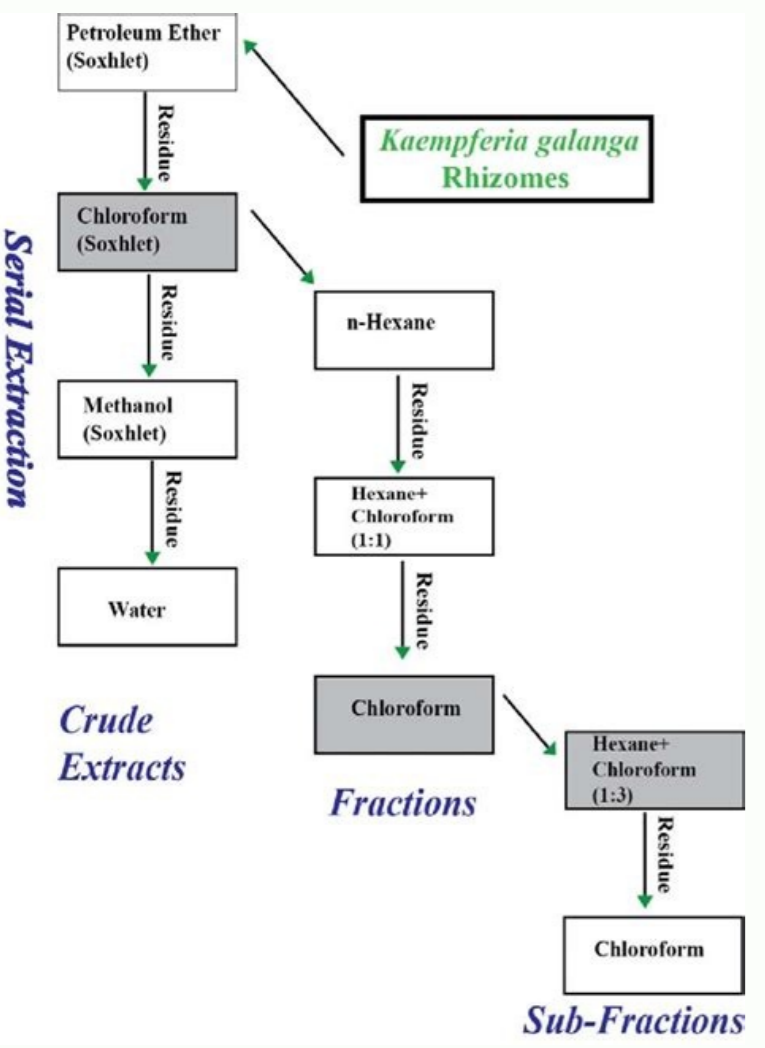 Petroleum Ether
(Soxhlet)
Kaempferia galanga
Rhizomes
Residue
Chloroform
(Soxhlet)
Residue
Methanol
(Soxhlet)
Residue
Water
Serial Extraction
Crude
Extracts
n-Hexane
Residue
Hexane+
Chloroform
(1:1)
Residue
Chloroform
Fractions
Hexane+
Chloroform
(1:3)
Residue
Chloroform
Sub-Fractions